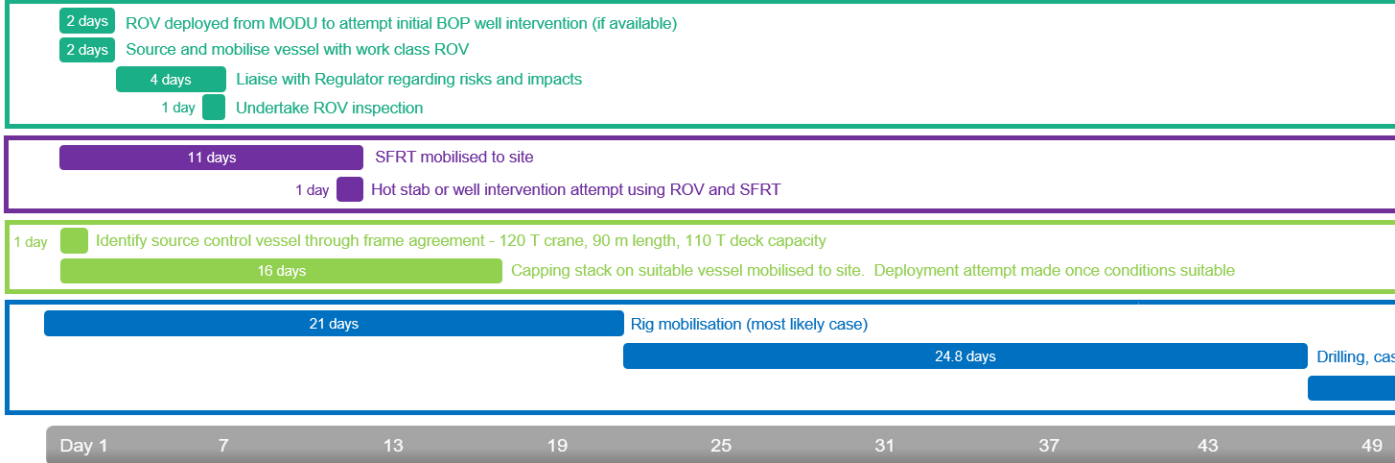 2 days ROV deployed from MODU to attempt initial BOP well intervention (if available)
2 days Source and mobilise vessel with work class ROV
4 days Liaise with Regulator regarding risks and impacts
1 day Undertake ROV inspection
11 days SFRT mobilised to site
1 day Hot stab or well intervention attempt using ROV and SFRT
1 day Identify source control vessel through frame agreement - 120 T crane, 90 m length, 110 T deck capacity
16 days Capping stack on suitable vessel mobilised to site. Deployment attempt made once conditions suitable
21 days Rig mobilisation (most likely case)
24.8 days Drilling, cas
Day 1 7 13 19 25 31 37 43 49